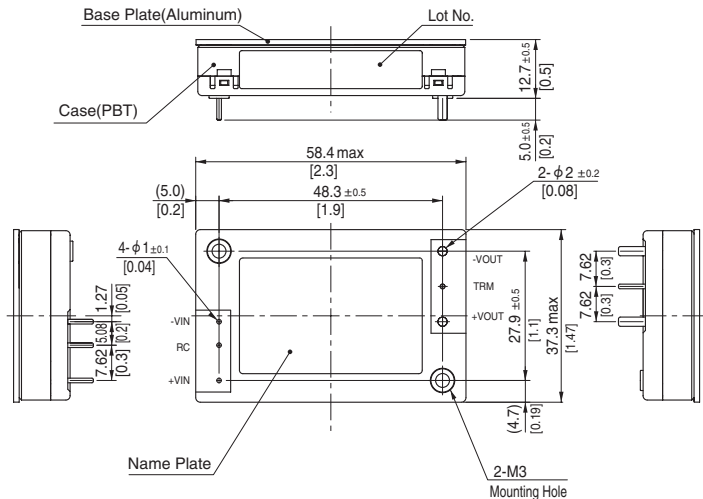 Base Plate(Aluminum)
Lot No.
Case(PBT)
12.7 ±0.5
[0.5]
5.0 ±0.5
[0.2]
58.4 max
[2.3]
(5.0)
[0.2]
48.3 ±0.5
[1.9]
2- φ 2 ±0.2
[0.08]
4- φ 1 ±0.1
[0.04]
-VOUT
TRM
+VOUT
-VIN
RC
+VIN
1.27
[0.05]
5.08
[0.2]
7.62
[0.3]
27.9 ±0.5
[1.1]
37.3 max
[1.47]
7.62
[0.3]
7.62
[0.3]
(4.7)
[0.19]
Name Plate
2-M3
Mounting Hole